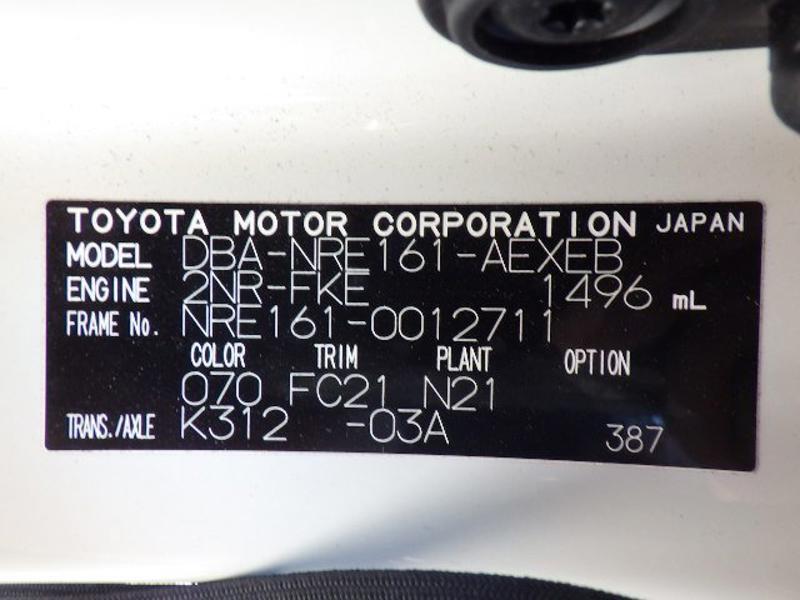 TOYOTA MOTOR CORPORATION JAPAN
MODEL DBA-NRE161-AEXEB
ENGINE 2NR-FKE 1496 mL
FRAME No. NRE161-0012711
COLOR TRIM PLANT OPTION
070 FC21 N21
TRANS./AXLE K312 -03A 387